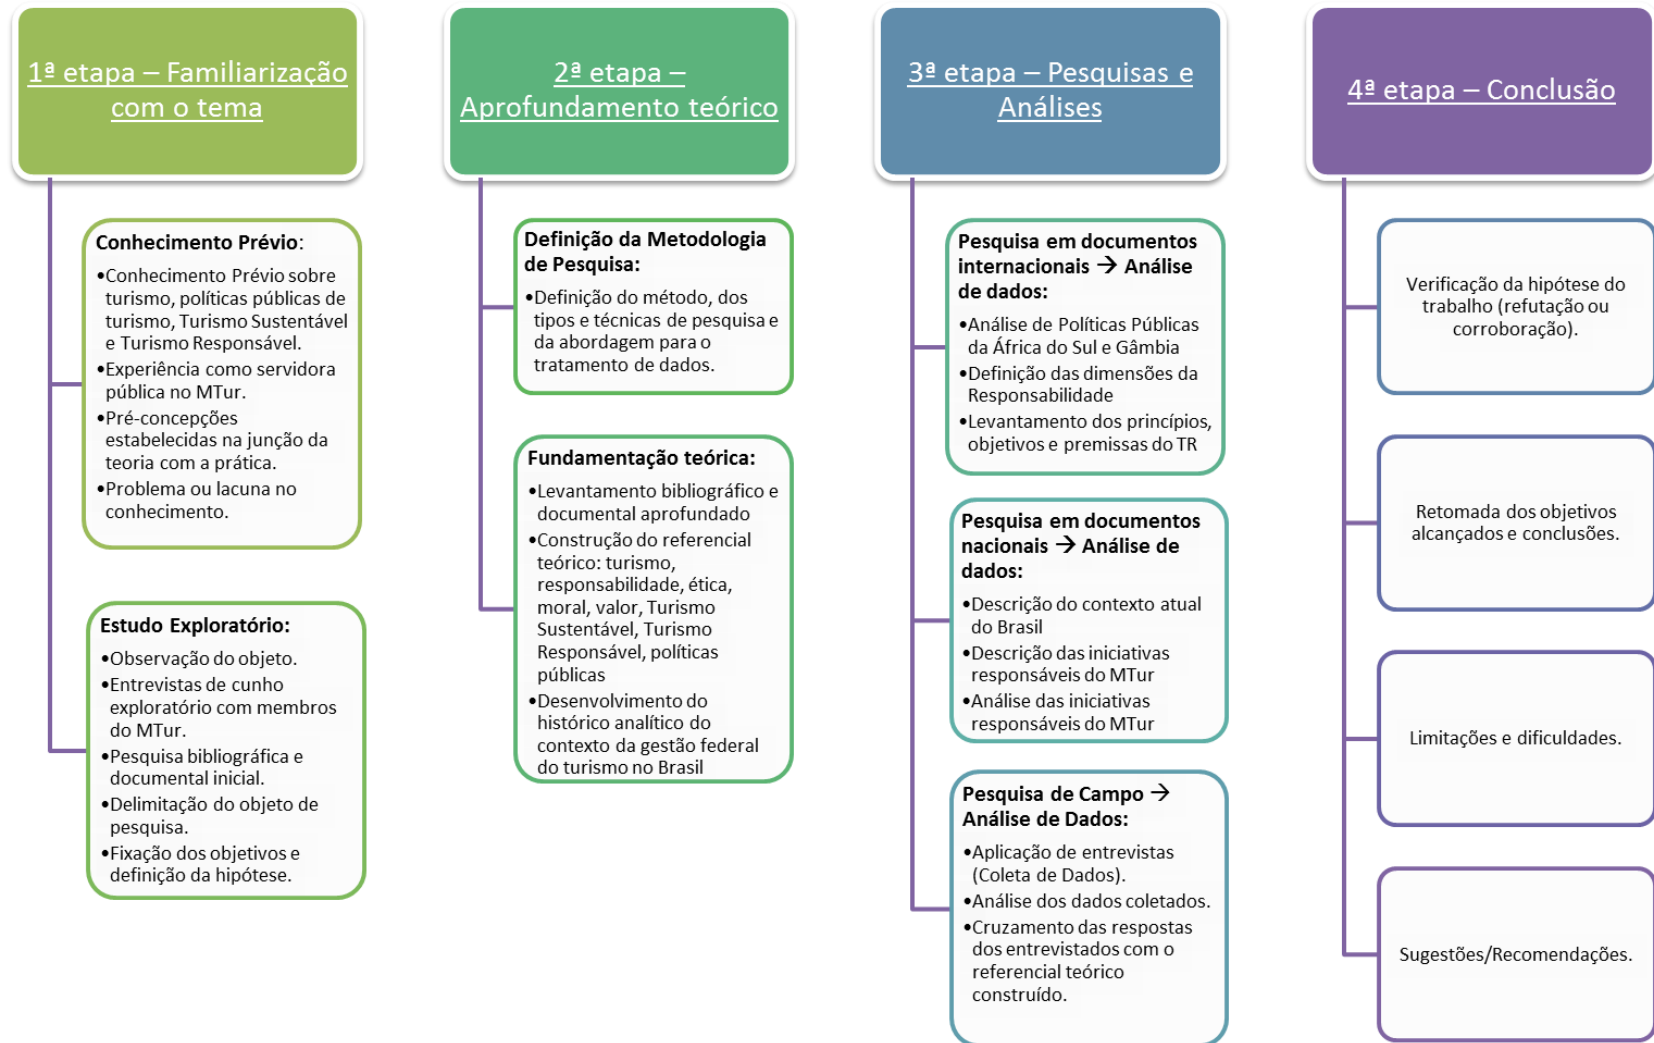 1ª etapa – Familiarização
com o tema
Conhecimento Prévio:
•Conhecimento Prévio sobre
turismo, políticas públicas de
turismo, Turismo Sustentável
e Turismo Responsável.
•Experiência como servidora
pública no MTur.
•Pré-concepções
estabelecidas na junção da
teoria com a prática.
•Problema ou lacuna no
conhecimento.
Estudo Exploratório:
•Observação do objeto.
•Entrevistas de cunho
exploratório com membros
do MTur.
•Pesquisa bibliográfica e
documental inicial.
•Delimitação do objeto de
pesquisa.
•Fixação dos objetivos e
definição da hipótese.
2ª etapa –
Aprofundamento teórico
Definição da Metodologia
de Pesquisa:
•Definição do método, dos
tipos e técnicas de pesquisa e
da abordagem para o
tratamento de dados.
Fundamentação teórica:
•Levantamento bibliográfico e
documental aprofundado
•Construção do referencial
teórico: turismo,
responsabilidade, ética,
moral, valor, Turismo
Sustentável, Turismo
Responsável, políticas
públicas
•Desenvolvimento do
histórico analítico do
contexto da gestão federal
do turismo no Brasil
3ª etapa – Pesquisas e
Análises
Pesquisa em documentos
internacionais → Análise
de dados:
•Análise de Políticas Públicas
da África do Sul e Gâmbia
•Definição das dimensões da
Responsabilidade
•Levantamento dos princípios,
objetivos e premissas do TR
Pesquisa em documentos
nacionais → Análise de
dados:
•Descrição do contexto atual
do Brasil
•Descrição das iniciativas
responsáveis do MTur
•Análise das iniciativas
responsáveis do MTur
Pesquisa de Campo →
Análise de Dados:
•Aplicação de entrevistas
(Coleta de Dados).
•Análise dos dados coletados.
•Cruzamento das respostas
dos entrevistados com o
referencial teórico
construído.
4ª etapa – Conclusão
Verificação da hipótese do
trabalho (refutação ou
corroboração).
Retomada dos objetivos
alcançados e conclusões.
Limitações e dificuldades.
Sugestões/Recomendações.